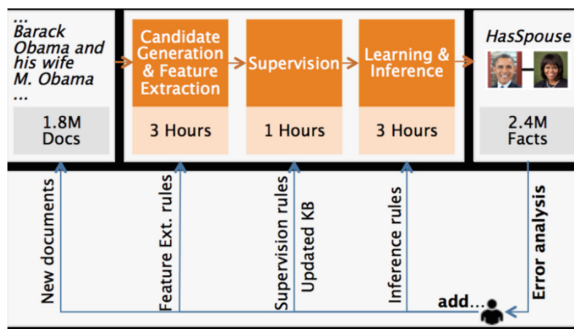 ...
Barack
Obama and
his wife
M. Obama
...
1.8M
Docs
Candidate
Generation
& Feature
Extraction
3 Hours
Supervision
1 Hours
Learning &
Inference
3 Hours
HasSpouse
2.4M
Facts
New documents
Feature Ext. rules
Supervision rules
Updated KB
Inference rules
add...
Error analysis